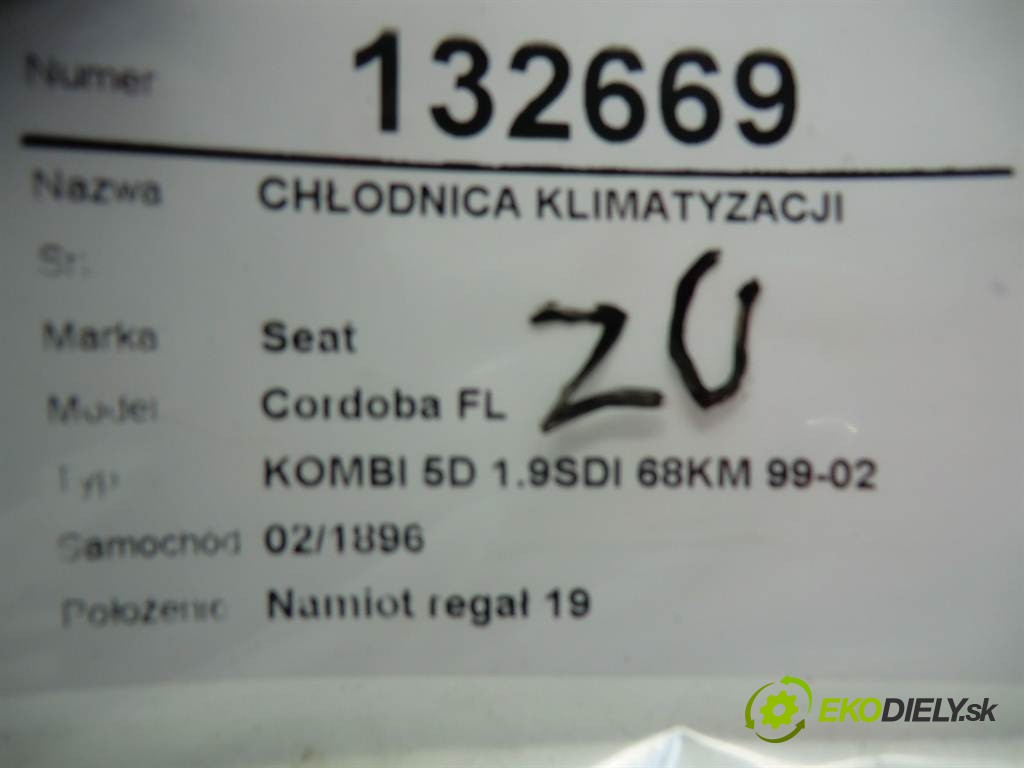 Numer 132669
Nazwa CHŁODNICA KLIMATYZACJI
Sr:
Marka Seat
Model Cordoba FL
ZU
Typ KOMBI 5D 1.9SDI 68KM 99-02
Samochód 02/1896
Położenie Namiot regał 19
EKODIELY.sk